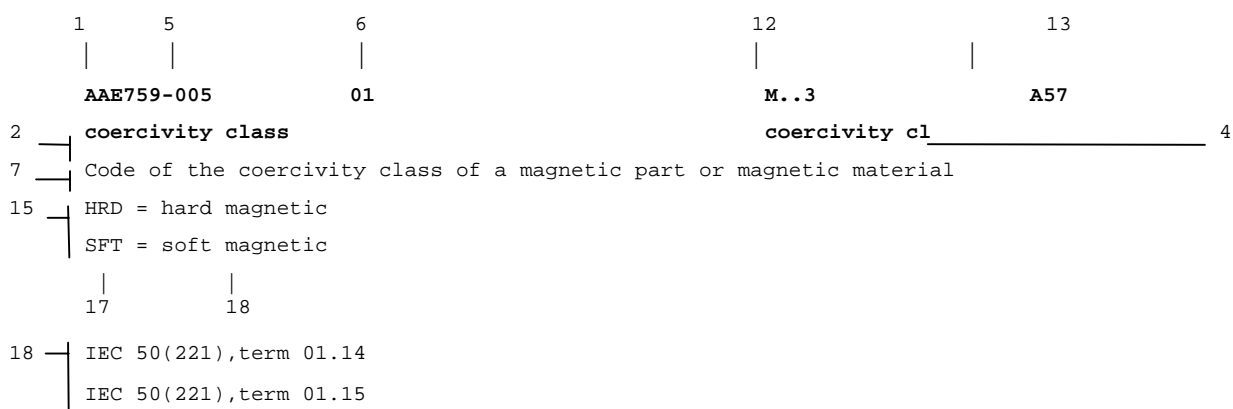 1 5 6 12 13
AAE759-005 01 M..3 A57
2 coercivity class coercivity cl 4
7 Code of the coercivity class of a magnetic part or magnetic material
15 HRD = hard magnetic
SFT = soft magnetic
17 18
18 IEC 50(221),term 01.14
IEC 50(221),term 01.15